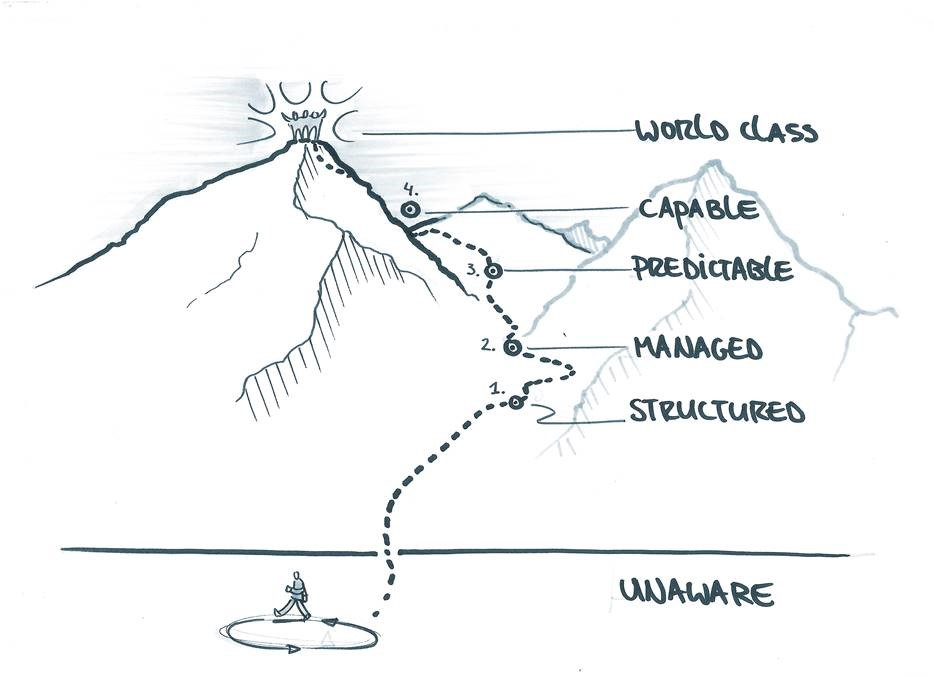 WORLD CLASS
4.
CAPABLE
3.
PREDICTABLE
2.
MANAGED
1.
STRUCTURED
UNAWARE